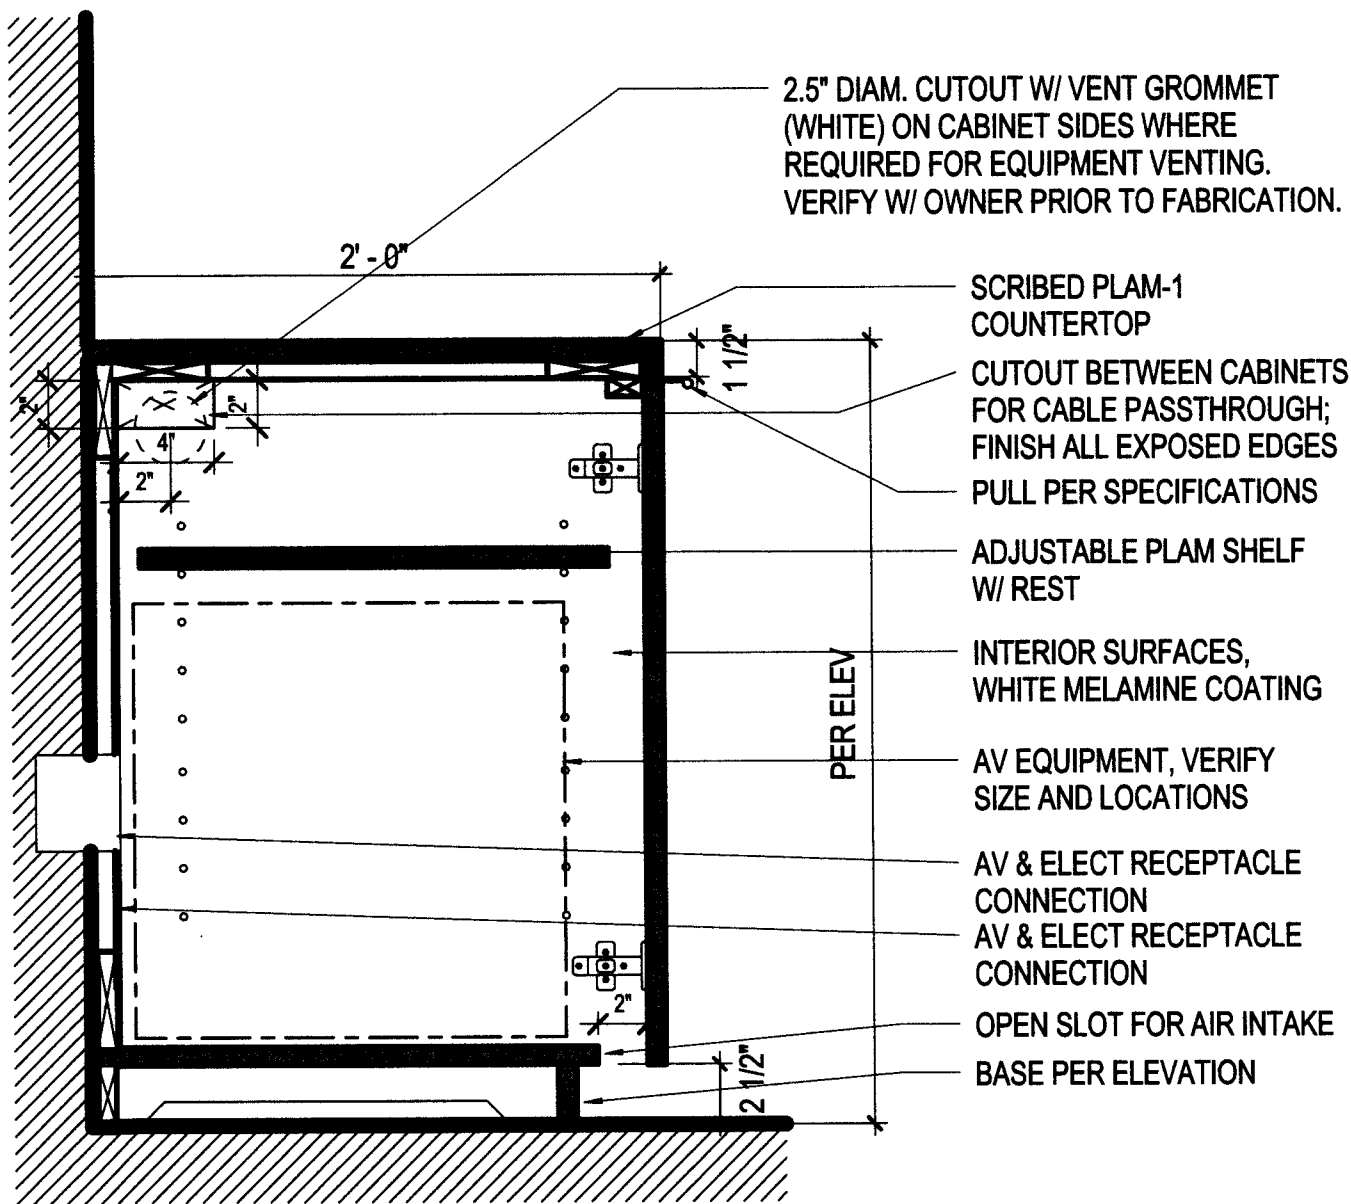 2.5" DIAM. CUTOUT W/ VENT GROMMET
(WHITE) ON CABINET SIDES WHERE
REQUIRED FOR EQUIPMENT VENTING.
VERIFY W/ OWNER PRIOR TO FABRICATION.
2' - 0"
SCRIBED PLAM-1
COUNTERTOP
1 1/2"
CUTOUT BETWEEN CABINETS
FOR CABLE PASSTHROUGH;
FINISH ALL EXPOSED EDGES
2"
2"
4"
2"
PULL PER SPECIFICATIONS
ADJUSTABLE PLAM SHELF
W/ REST
INTERIOR SURFACES,
WHITE MELAMINE COATING
PER ELEV
AV EQUIPMENT, VERIFY
SIZE AND LOCATIONS
AV & ELECT RECEPTACLE
CONNECTION
AV & ELECT RECEPTACLE
CONNECTION
2"
OPEN SLOT FOR AIR INTAKE
2 1/2"
BASE PER ELEVATION